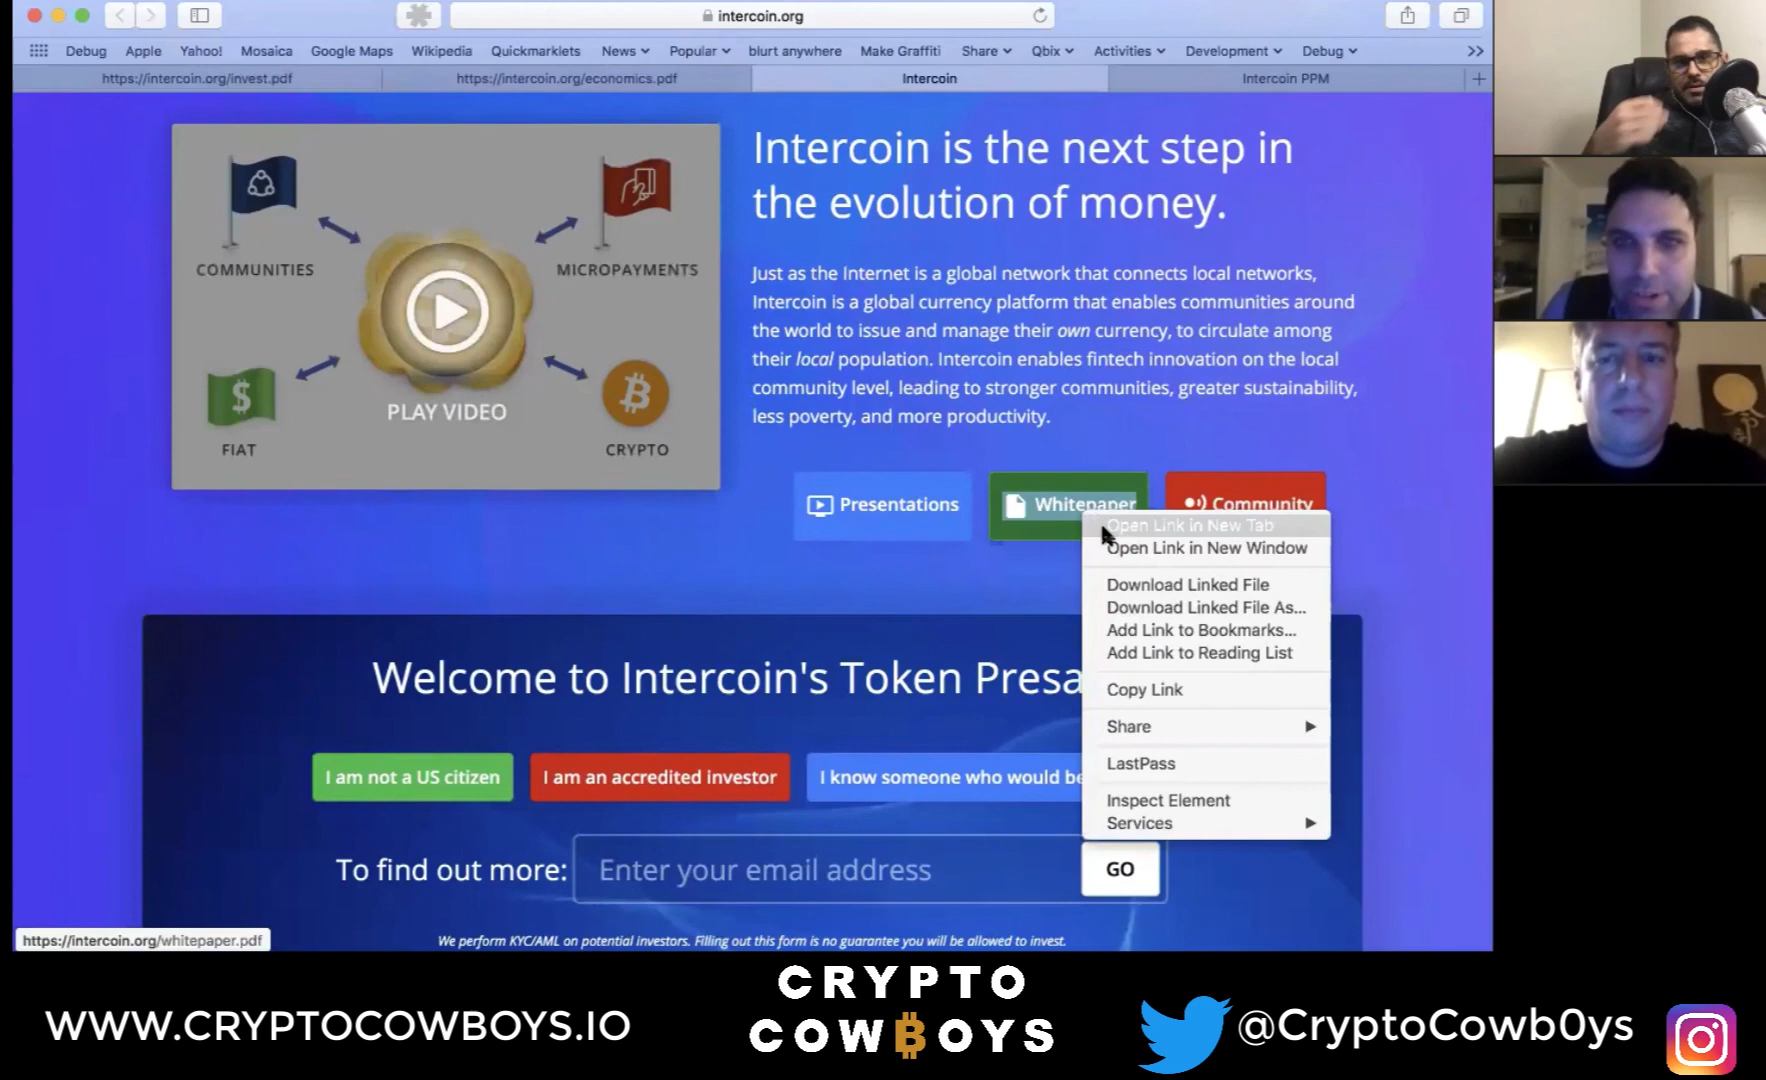 intercoin.org
Debug Apple Yahoo! Mosaica Google Maps Wikipedia Quickmarklets News Popular blurt anywhere Make Graffiti Share Qbix Activities Development Debug
https://intercoin.org/invest.pdf https://intercoin.org/economics.pdf Intercoin Intercoin PPM
COMMUNITIES
MICROPAYMENTS
PLAY VIDEO
FIAT
CRYPTO
Intercoin is the next step in
the evolution of money.
Just as the Internet is a global network that connects local networks,
Intercoin is a global currency platform that enables communities around
the world to issue and manage their own currency, to circulate among
their local population. Intercoin enables fintech innovation on the local
community level, leading to stronger communities, greater sustainability,
less poverty, and more productivity.
Presentations
Whitepaper
Community
Open Link in New Tab
Open Link in New Window
Download Linked File
Download Linked File As...
Add Link to Bookmarks...
Add Link to Reading List
Copy Link
Share
LastPass
Inspect Element
Services
Welcome to Intercoin's Token Presa
I am not a US citizen
I am an accredited investor
I know someone who would be
To find out more:
Enter your email address
GO
https://intercoin.org/whitepaper.pdf
We perform KYC/AML on potential investors. Filling out this form is no guarantee you will be allowed to invest.
WWW.CRYPTOCOWBOYS.IO
CRYPTO
COWBOYS
@CryptoCowb0ys